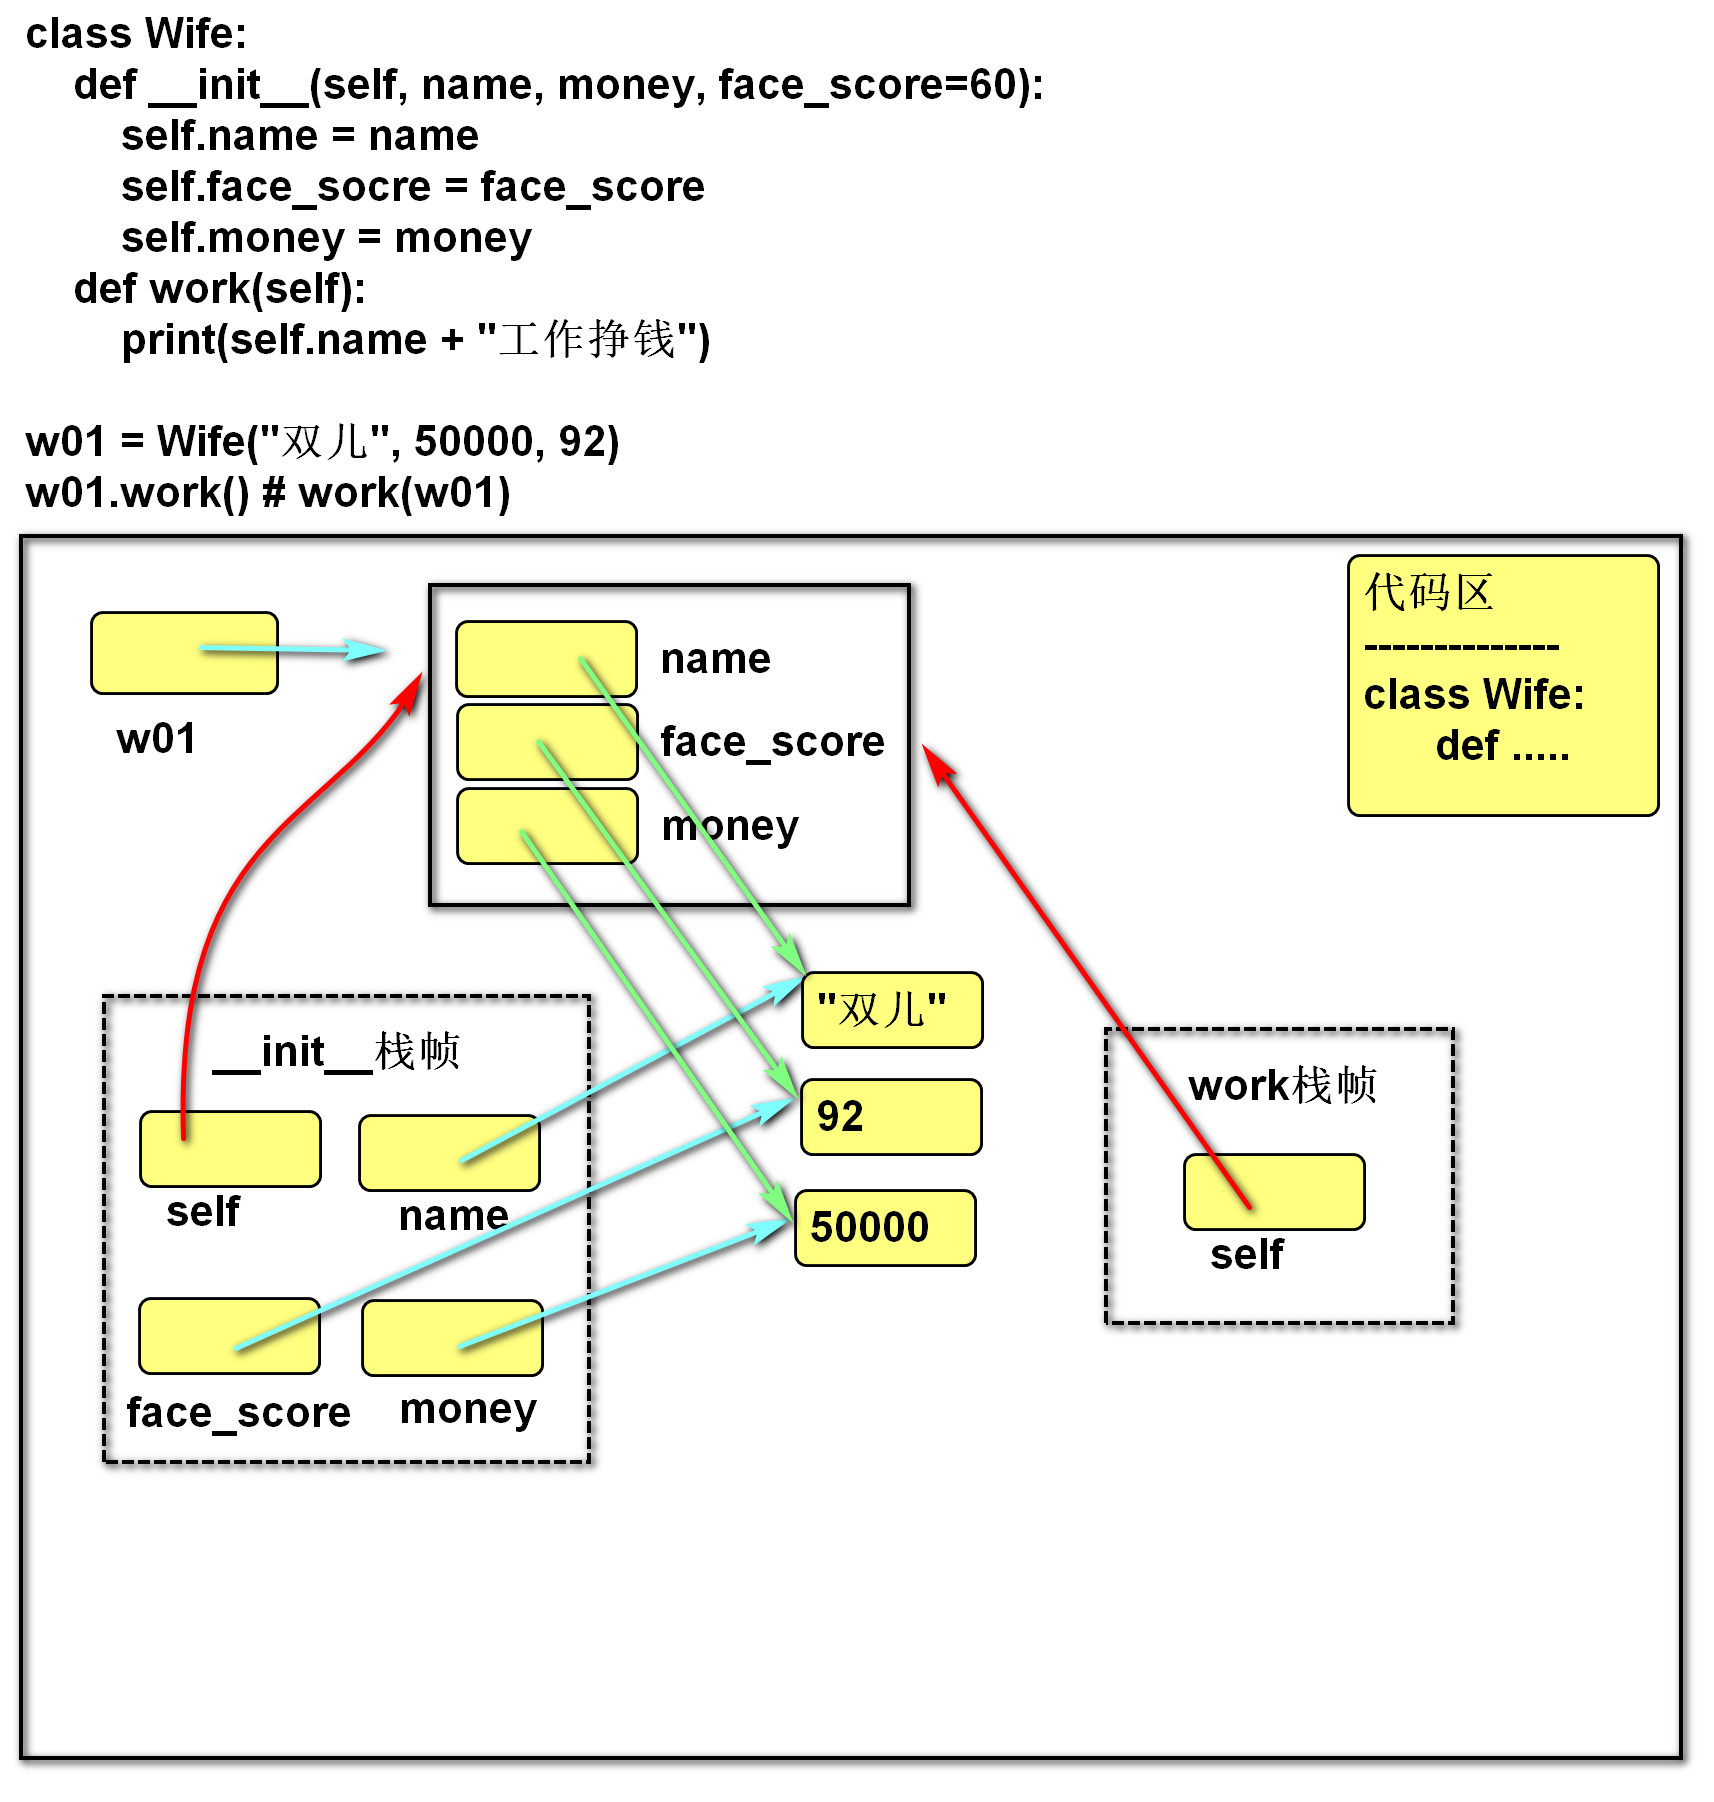 class Wife:
def __init__(self, name, money, face_score=60):
self.name = name
self.face_socre = face_score
self.money = money
def work(self):
print(self.name + "工作挣钱")
w01 = Wife("双儿", 50000, 92)
w01.work() # work(w01)
代码区
--------------
class Wife:
def .....
name
face_score
money
w01
"双儿"
92
50000
__init__栈帧
self
name
face_score
money
work栈帧
self